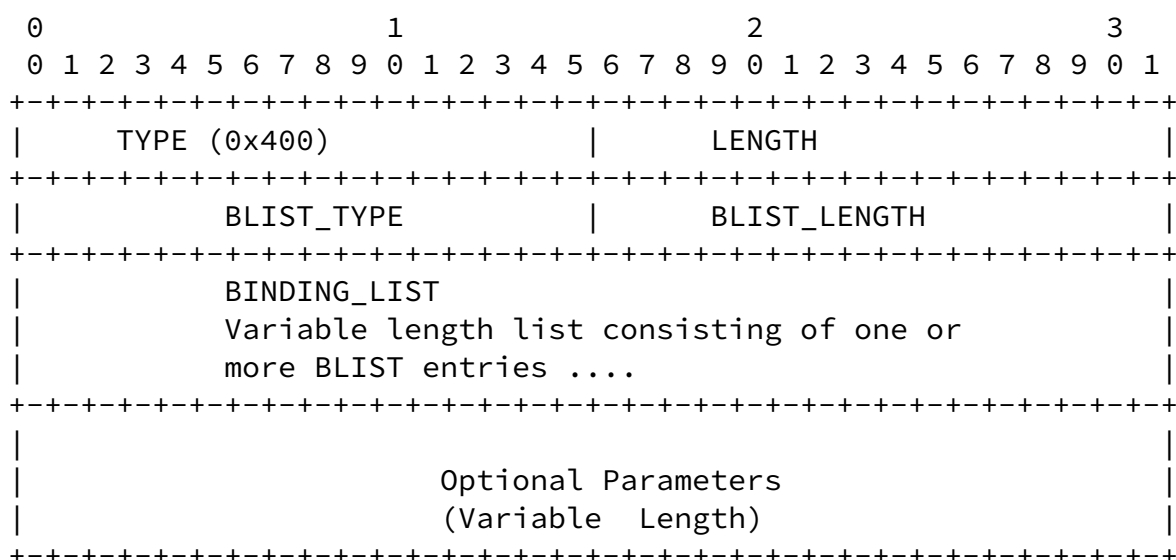 0                   1                   2                   3
 0 1 2 3 4 5 6 7 8 9 0 1 2 3 4 5 6 7 8 9 0 1 2 3 4 5 6 7 8 9 0 1
+-+-+-+-+-+-+-+-+-+-+-+-+-+-+-+-+-+-+-+-+-+-+-+-+-+-+-+-+-+-+-+-+
|     TYPE (0x400)              |      LENGTH                   |
+-+-+-+-+-+-+-+-+-+-+-+-+-+-+-+-+-+-+-+-+-+-+-+-+-+-+-+-+-+-+-+-+
|           BLIST_TYPE          |      BLIST_LENGTH             |
+-+-+-+-+-+-+-+-+-+-+-+-+-+-+-+-+-+-+-+-+-+-+-+-+-+-+-+-+-+-+-+-+
|           BINDING_LIST                                        |
|           Variable length list consisting of one or           |
|           more BLIST entries ....                             |
+-+-+-+-+-+-+-+-+-+-+-+-+-+-+-+-+-+-+-+-+-+-+-+-+-+-+-+-+-+-+-+-+
|                                                               |
|                       Optional Parameters                     |
|                       (Variable  Length)                      |
+-+-+-+-+-+-+-+-+-+-+-+-+-+-+-+-+-+-+-+-+-+-+-+-+-+-+-+-+-+-+-+-+